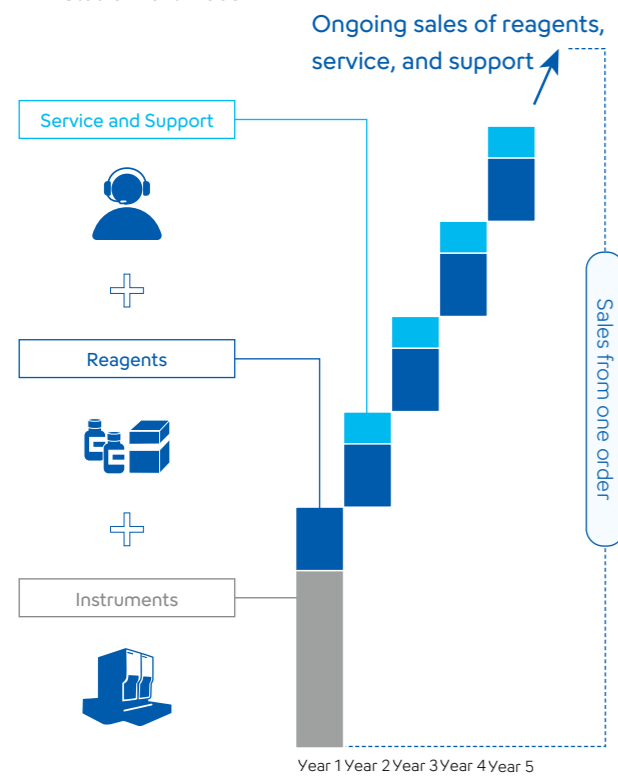 Ongoing sales of reagents,
service, and support
Service and Support
Reagents
Instruments
Sales from one order
Year 1 Year 2 Year 3 Year 4 Year 5